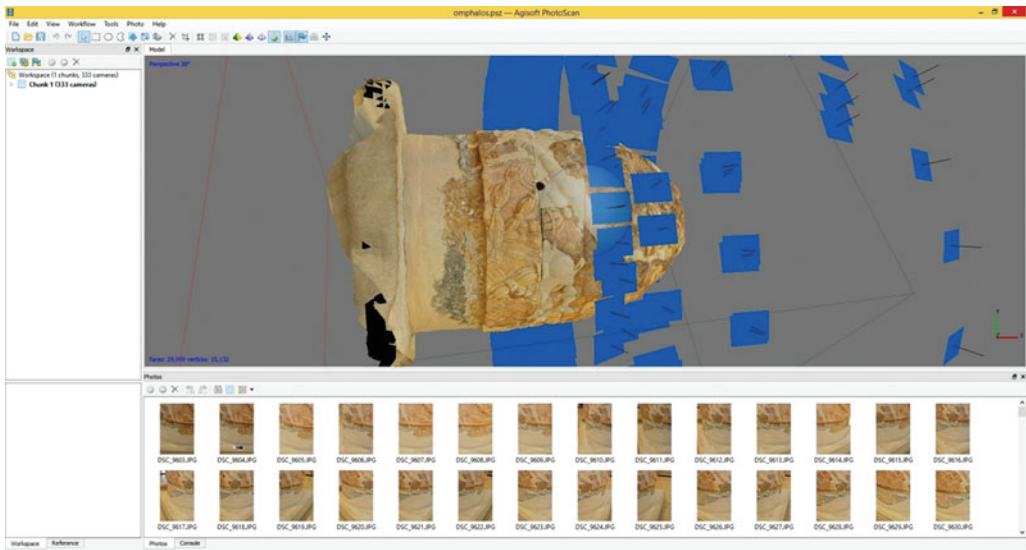 omphalos.psz — Agisoft PhotoScan
File Edit View Workflow Tools Photo Help
Workspace
Model
Workspace (1 chunks, 333 cameras)
Chunk 1 (333 cameras)
Perspective 30°
vertices: 15,132
Photos
DSC_9603.JPG DSC_9604.JPG DSC_9605.JPG DSC_9606.JPG DSC_9607.JPG DSC_9608.JPG DSC_9609.JPG DSC_9610.JPG DSC_9611.JPG DSC_9612.JPG DSC_9613.JPG DSC_9614.JPG DSC_9615.JPG DSC_9616.JPG
DSC_9617.JPG DSC_9618.JPG DSC_9619.JPG DSC_9620.JPG DSC_9621.JPG DSC_9622.JPG DSC_9623.JPG DSC_9624.JPG DSC_9625.JPG DSC_9626.JPG DSC_9627.JPG DSC_9628.JPG DSC_9629.JPG DSC_9630.JPG
Workspace Reference
Photos Console